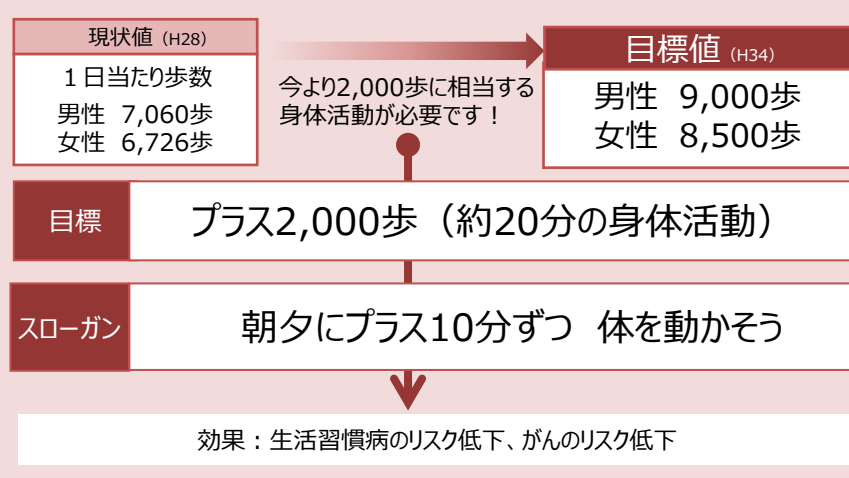 現状値（H28）
１日当たり歩数
男性 7,060歩
女性 6,726歩
今より2,000歩に相当する
身体活動が必要です！
目標値（H34）
男性 9,000歩
女性 8,500歩
目標
プラス2,000歩（約20分の身体活動）
スローガン
朝夕にプラス10分ずつ 体を動かそう
効果：生活習慣病のリスク低下、がんのリスク低下